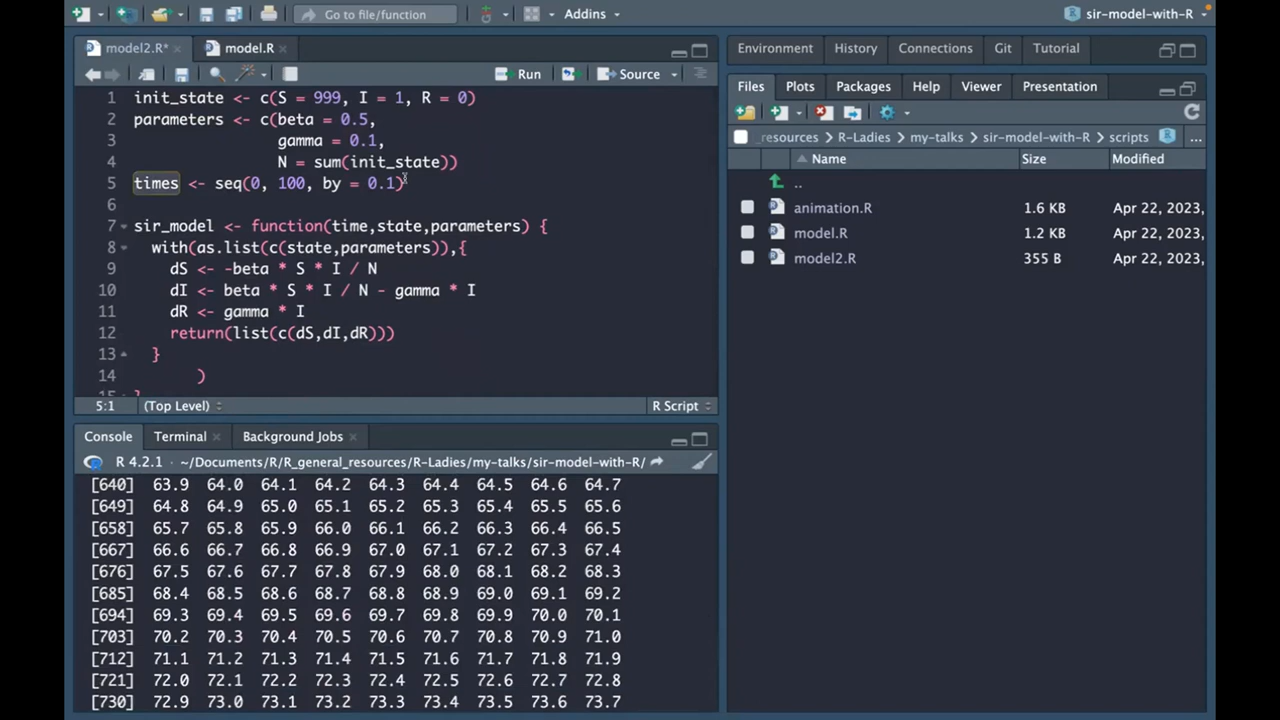 Go to file/function
Addins
sir-model-with-R
model2.R*
model.R
Run
Source
1 init_state <- c(S = 999, I = 1, R = 0)
2 parameters <- c(beta = 0.5,
3 gamma = 0.1,
4 N = sum(init_state))
5 times <- seq(0, 100, by = 0.1)
6
7 sir_model <- function(time,state,parameters) {
8 with(as.list(c(state,parameters)),{
9 dS <- -beta * S * I / N
10 dI <- beta * S * I / N - gamma * I
11 dR <- gamma * I
12 return(list(c(dS,dI,dR)))
13 }
14 )
15 }
5:1 (Top Level) R Script
Console Terminal Background Jobs
R 4.2.1 · ~/Documents/R/R_general_resources/R-Ladies/my-talks/sir-model-with-R/
[640] 63.9 64.0 64.1 64.2 64.3 64.4 64.5 64.6 64.7
[649] 64.8 64.9 65.0 65.1 65.2 65.3 65.4 65.5 65.6
[658] 65.7 65.8 65.9 66.0 66.1 66.2 66.3 66.4 66.5
[667] 66.6 66.7 66.8 66.9 67.0 67.1 67.2 67.3 67.4
[676] 67.5 67.6 67.7 67.8 67.9 68.0 68.1 68.2 68.3
[685] 68.4 68.5 68.6 68.7 68.8 68.9 69.0 69.1 69.2
[694] 69.3 69.4 69.5 69.6 69.7 69.8 69.9 70.0 70.1
[703] 70.2 70.3 70.4 70.5 70.6 70.7 70.8 70.9 71.0
[712] 71.1 71.2 71.3 71.4 71.5 71.6 71.7 71.8 71.9
[721] 72.0 72.1 72.2 72.3 72.4 72.5 72.6 72.7 72.8
[730] 72.9 73.0 73.1 73.2 73.3 73.4 73.5 73.6 73.7
Environment History Connections Git Tutorial
Files Plots Packages Help Viewer Presentation
_resources > R-Ladies > my-talks > sir-model-with-R > scripts ...
Name Size Modified
..
animation.R 1.6 KB Apr 22, 2023,
model.R 1.2 KB Apr 22, 2023,
model2.R 355 B Apr 22, 2023,